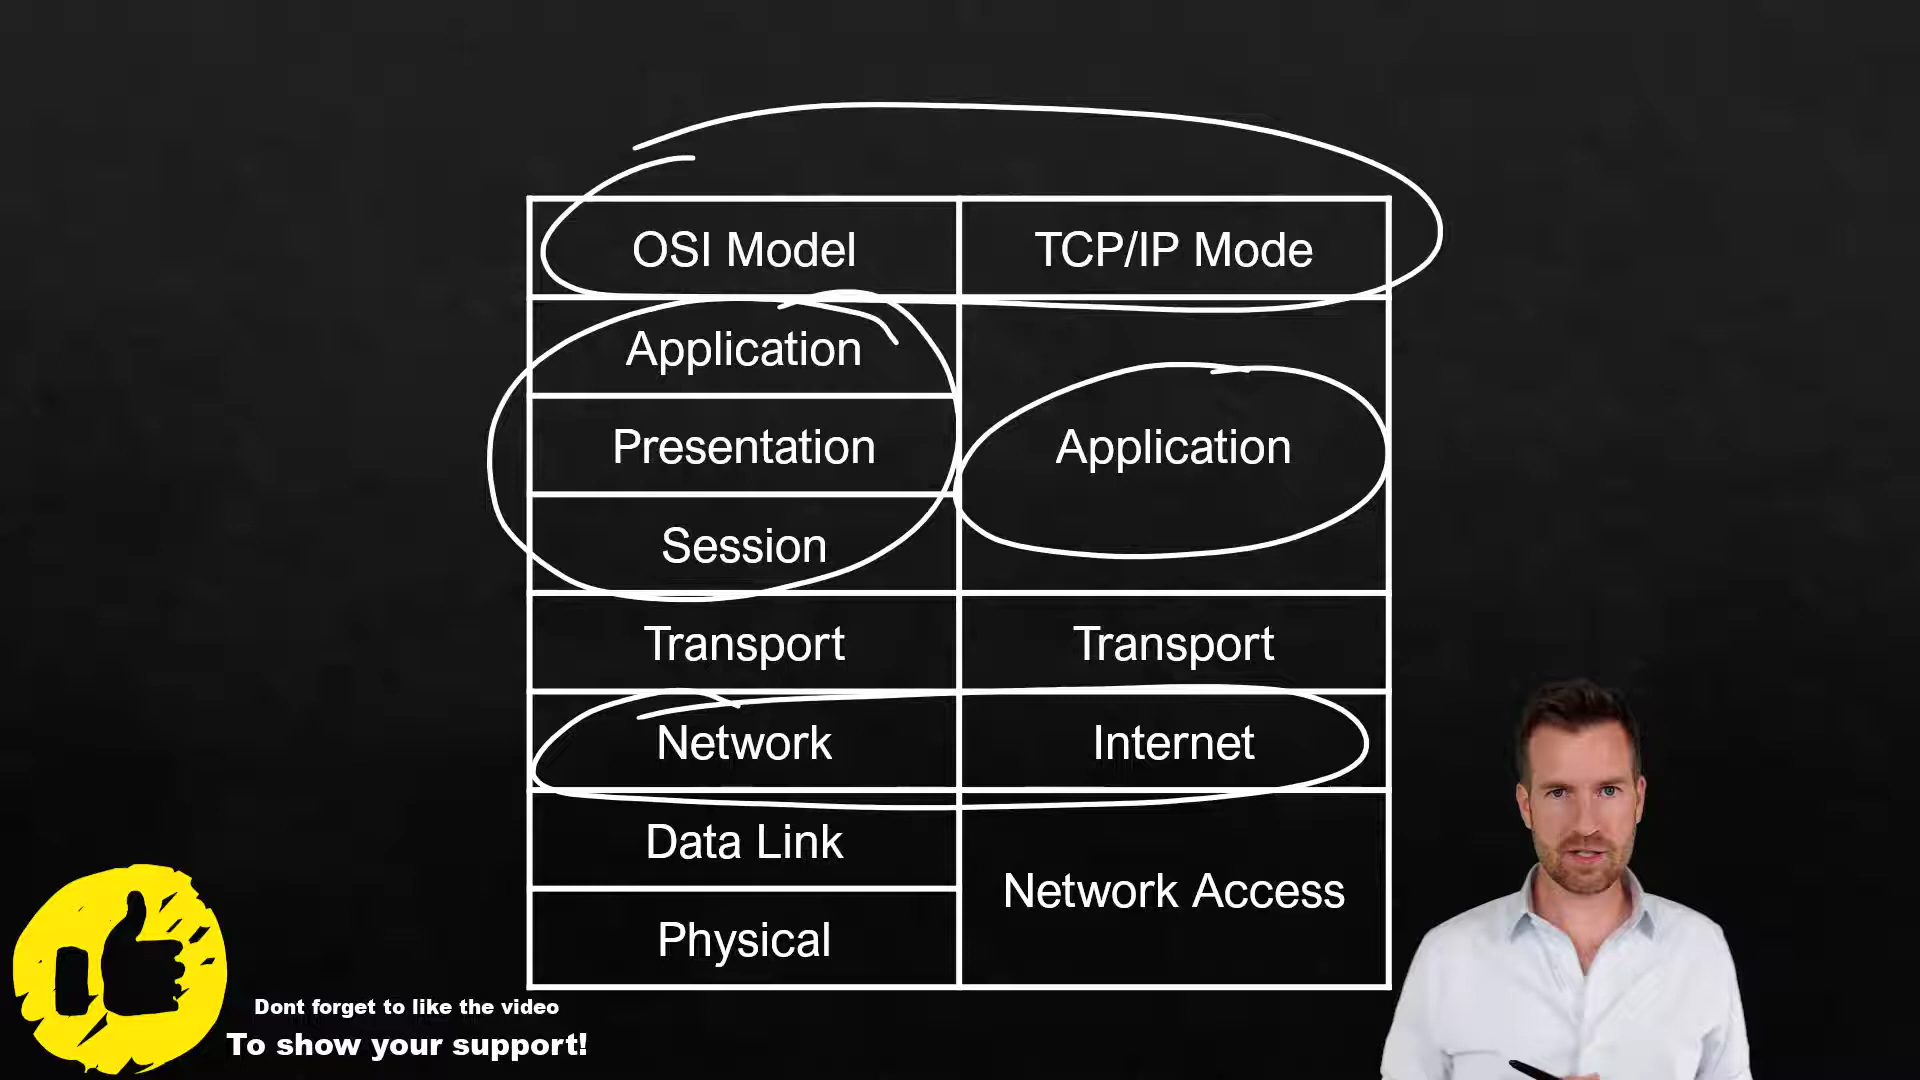 OSI Model TCP/IP Mode
Application
Presentation Application
Session
Transport Transport
Network Internet
Data Link
Network Access
Physical
Dont forget to like the video
To show your support!